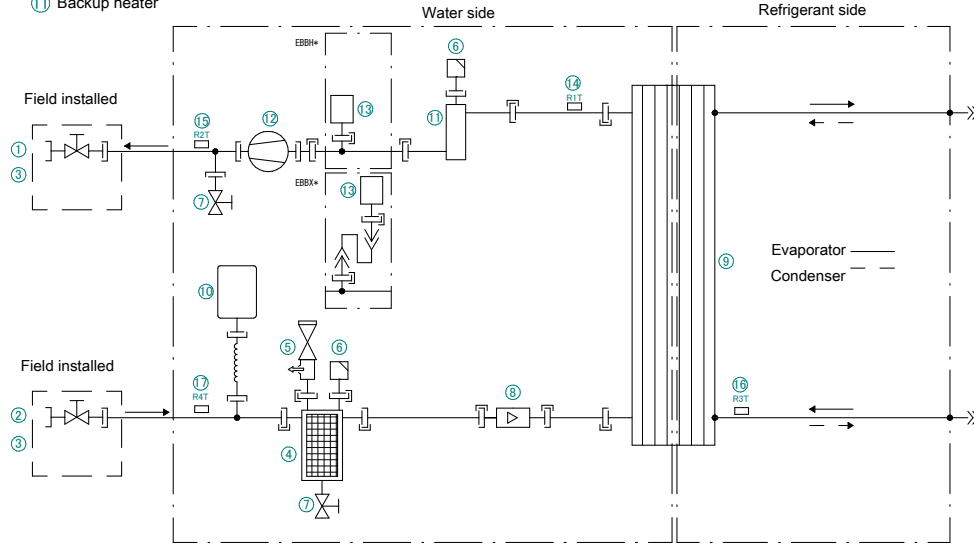 ⑪ Backup heater
Water side
Refrigerant side
EBBH*
⑥
⑭
R1T
Field installed
⑬
⑮
R2T
⑫
⑪
①
③
EBBX*
⑬
⑦
Evaporator
⑨
Condenser
⑩
⑤
⑥
Field installed
⑰
R4T
⑧
⑯
R3T
②
③
④
⑦